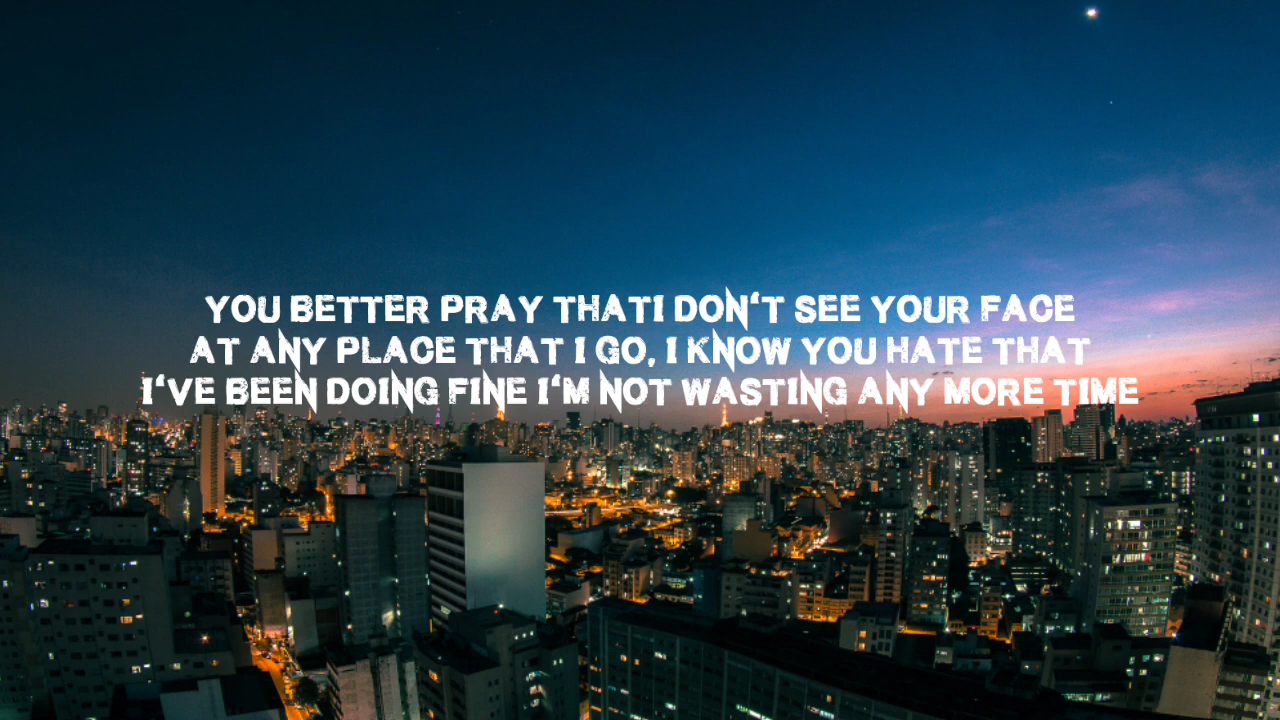 YOU BETTER PRAY THATI DON'T SEE YOUR FACE
AT ANY PLACE THAT I GO, I KNOW YOU HATE THAT
I'VE BEEN DOING FINE I'M NOT WASTING ANY MORE TIME